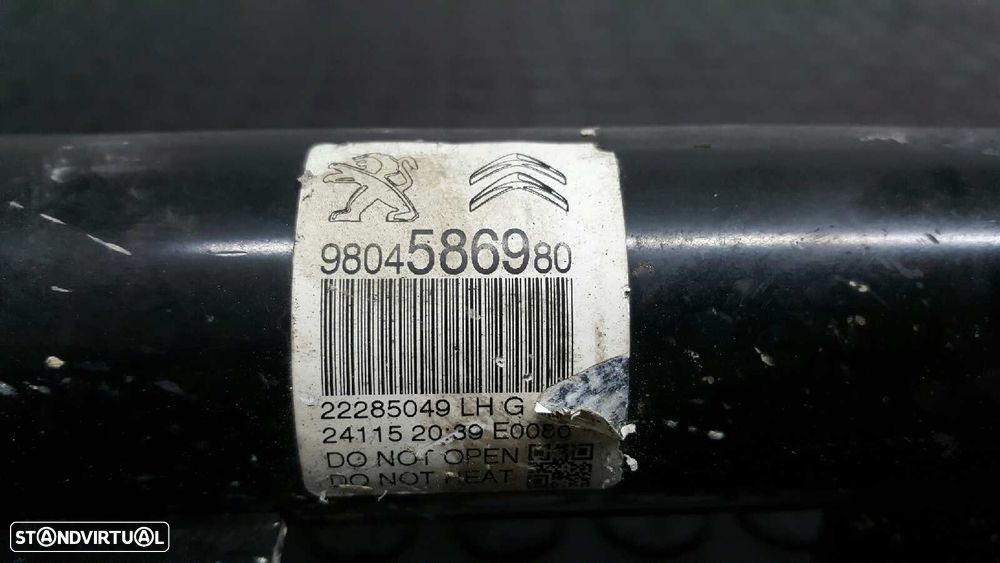 9804586980
22285049 LH G
24115 20:39 E0080
DO NOT OPEN
DO NOT HEAT
STANDVIRTUAL